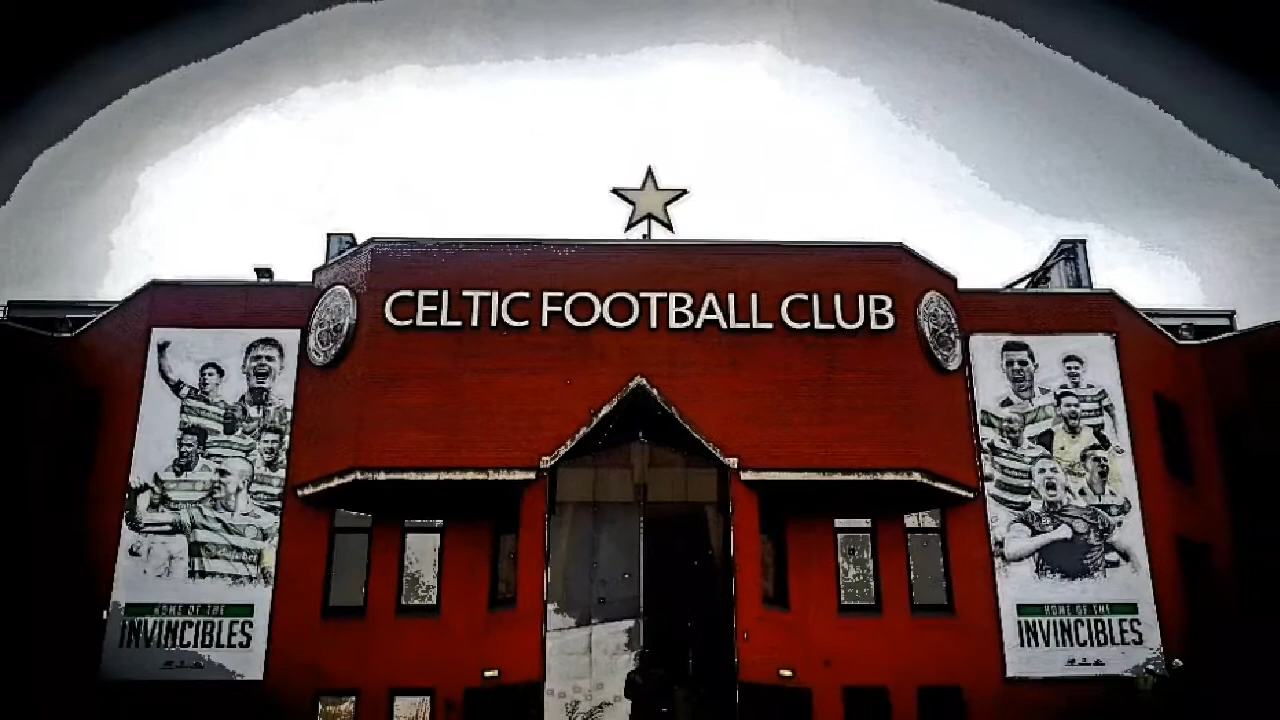 CELTIC FOOTBALL CLUB
HOME OF THE
INVINCIBLES
HOME OF THE
INVINCIBLES